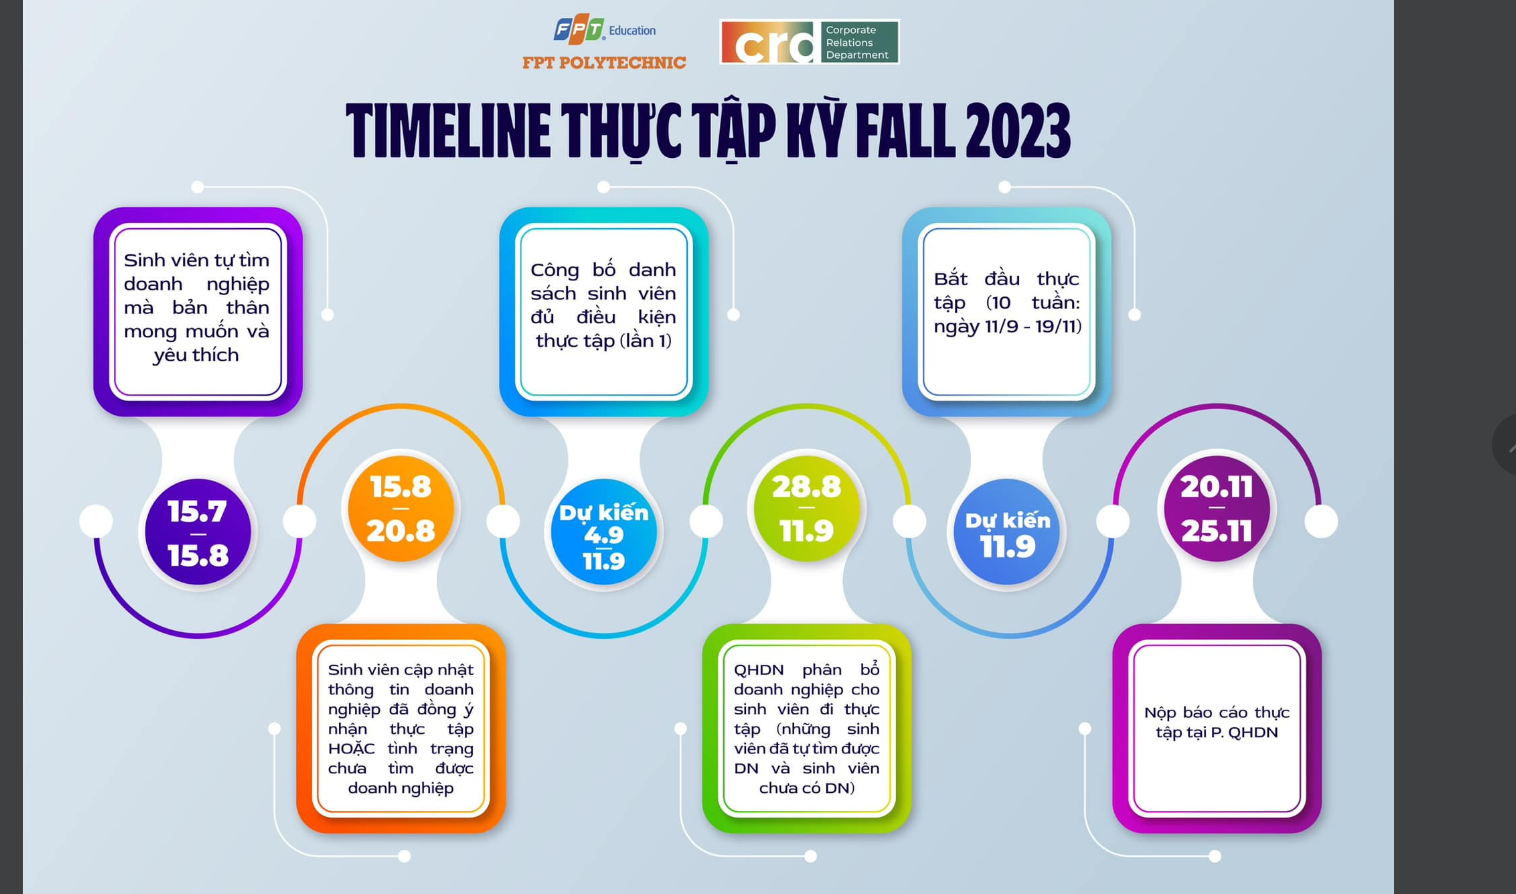 FPT Education
FPT POLYTECHNIC
crd
Corporate
Relations
Department
TIMELINE THỰC TẬP KỲ FALL 2023
Sinh viên tự tìm
doanh nghiệp
mà bản thân
mong muốn và
yêu thích
15.7
—
15.8
15.8
—
20.8
Sinh viên cập nhật
thông tin doanh
nghiệp đã đồng ý
nhận thực tập
HOẶC tình trạng
chưa tìm được
doanh nghiệp
Công bố danh
sách sinh viên
đủ điều kiện
thực tập (lần 1)
Dự kiến
4.9
—
11.9
28.8
—
11.9
QHDN phân bổ
doanh nghiệp cho
sinh viên đi thực
tập (những sinh
viên đã tự tìm được
DN và sinh viên
chưa có DN)
Bắt đầu thực
tập (10 tuần:
ngày 11/9 - 19/11)
Dự kiến
11.9
20.11
—
25.11
Nộp báo cáo thực
tập tại P. QHDN